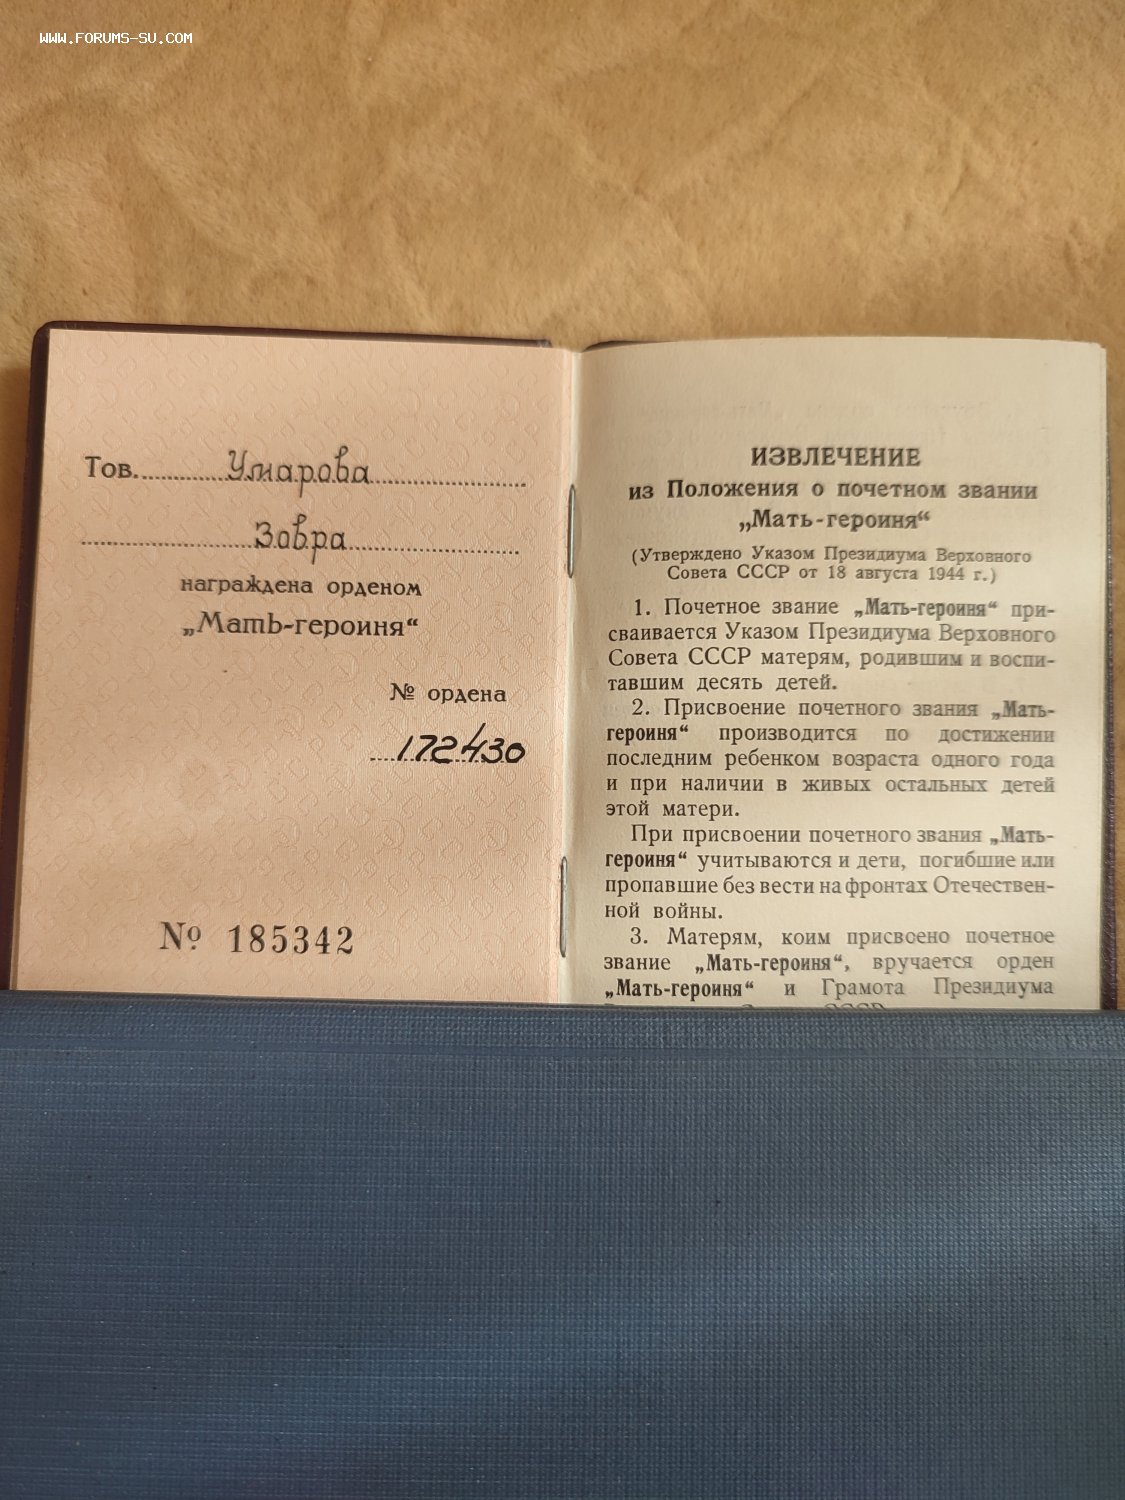 WWW.FORUMS-SU.COM
Тов. Умарова
Зовра
награждена орденом
„Мать-героиня“
№ ордена
172430
№ 185342
ИЗВЛЕЧЕНИЕ
из Положения о почетном звании
„Мать-героиня“
(Утверждено Указом Президиума Верховного
Совета СССР от 18 августа 1944 г.)
1. Почетное звание „Мать-героиня“ при-
сваивается Указом Президиума Верховного
Совета СССР матерям, родившим и воспи-
тавшим десять детей.
2. Присвоение почетного звания „Мать-
героиня“ производится по достижении
последним ребенком возраста одного года
и при наличии в живых остальных детей
этой матери.
При присвоении почетного звания „Мать-
героиня“ учитываются и дети, погибшие или
пропавшие без вести на фронтах Отечествен-
ной войны.
3. Матерям, коим присвоено почетное
звание „Мать-героиня“, вручается орден
„Мать-героиня“ и Грамота Президиума